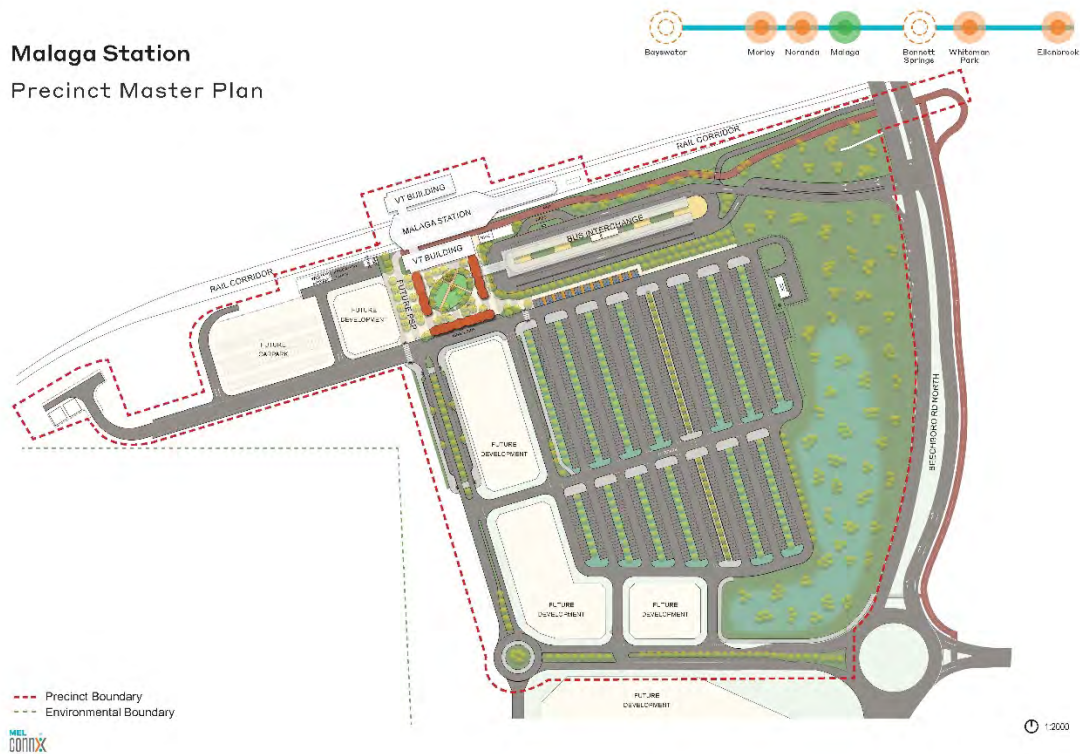 Malaga Station
Precinct Master Plan
Bayswater
Morley
Noranda
Malaga
Bennett
Springs
Whiteman
Park
Ellenbrook
RAIL CORRIDOR
VT BUILDING
MALAGA STATION
BUS INTERCHANGE
VT BUILDING
RAIL CORRIDOR
FUTURE PSP
FUTURE
DEVELOPMENT
FUTURE
CARPARK
BEECHBORO RD NORTH
FUTURE
DEVELOPMENT
FUTURE
DEVELOPMENT
FUTURE
DEVELOPMENT
FUTURE
DEVELOPMENT
Precinct Boundary
Environmental Boundary
MEL
connx
1:2000